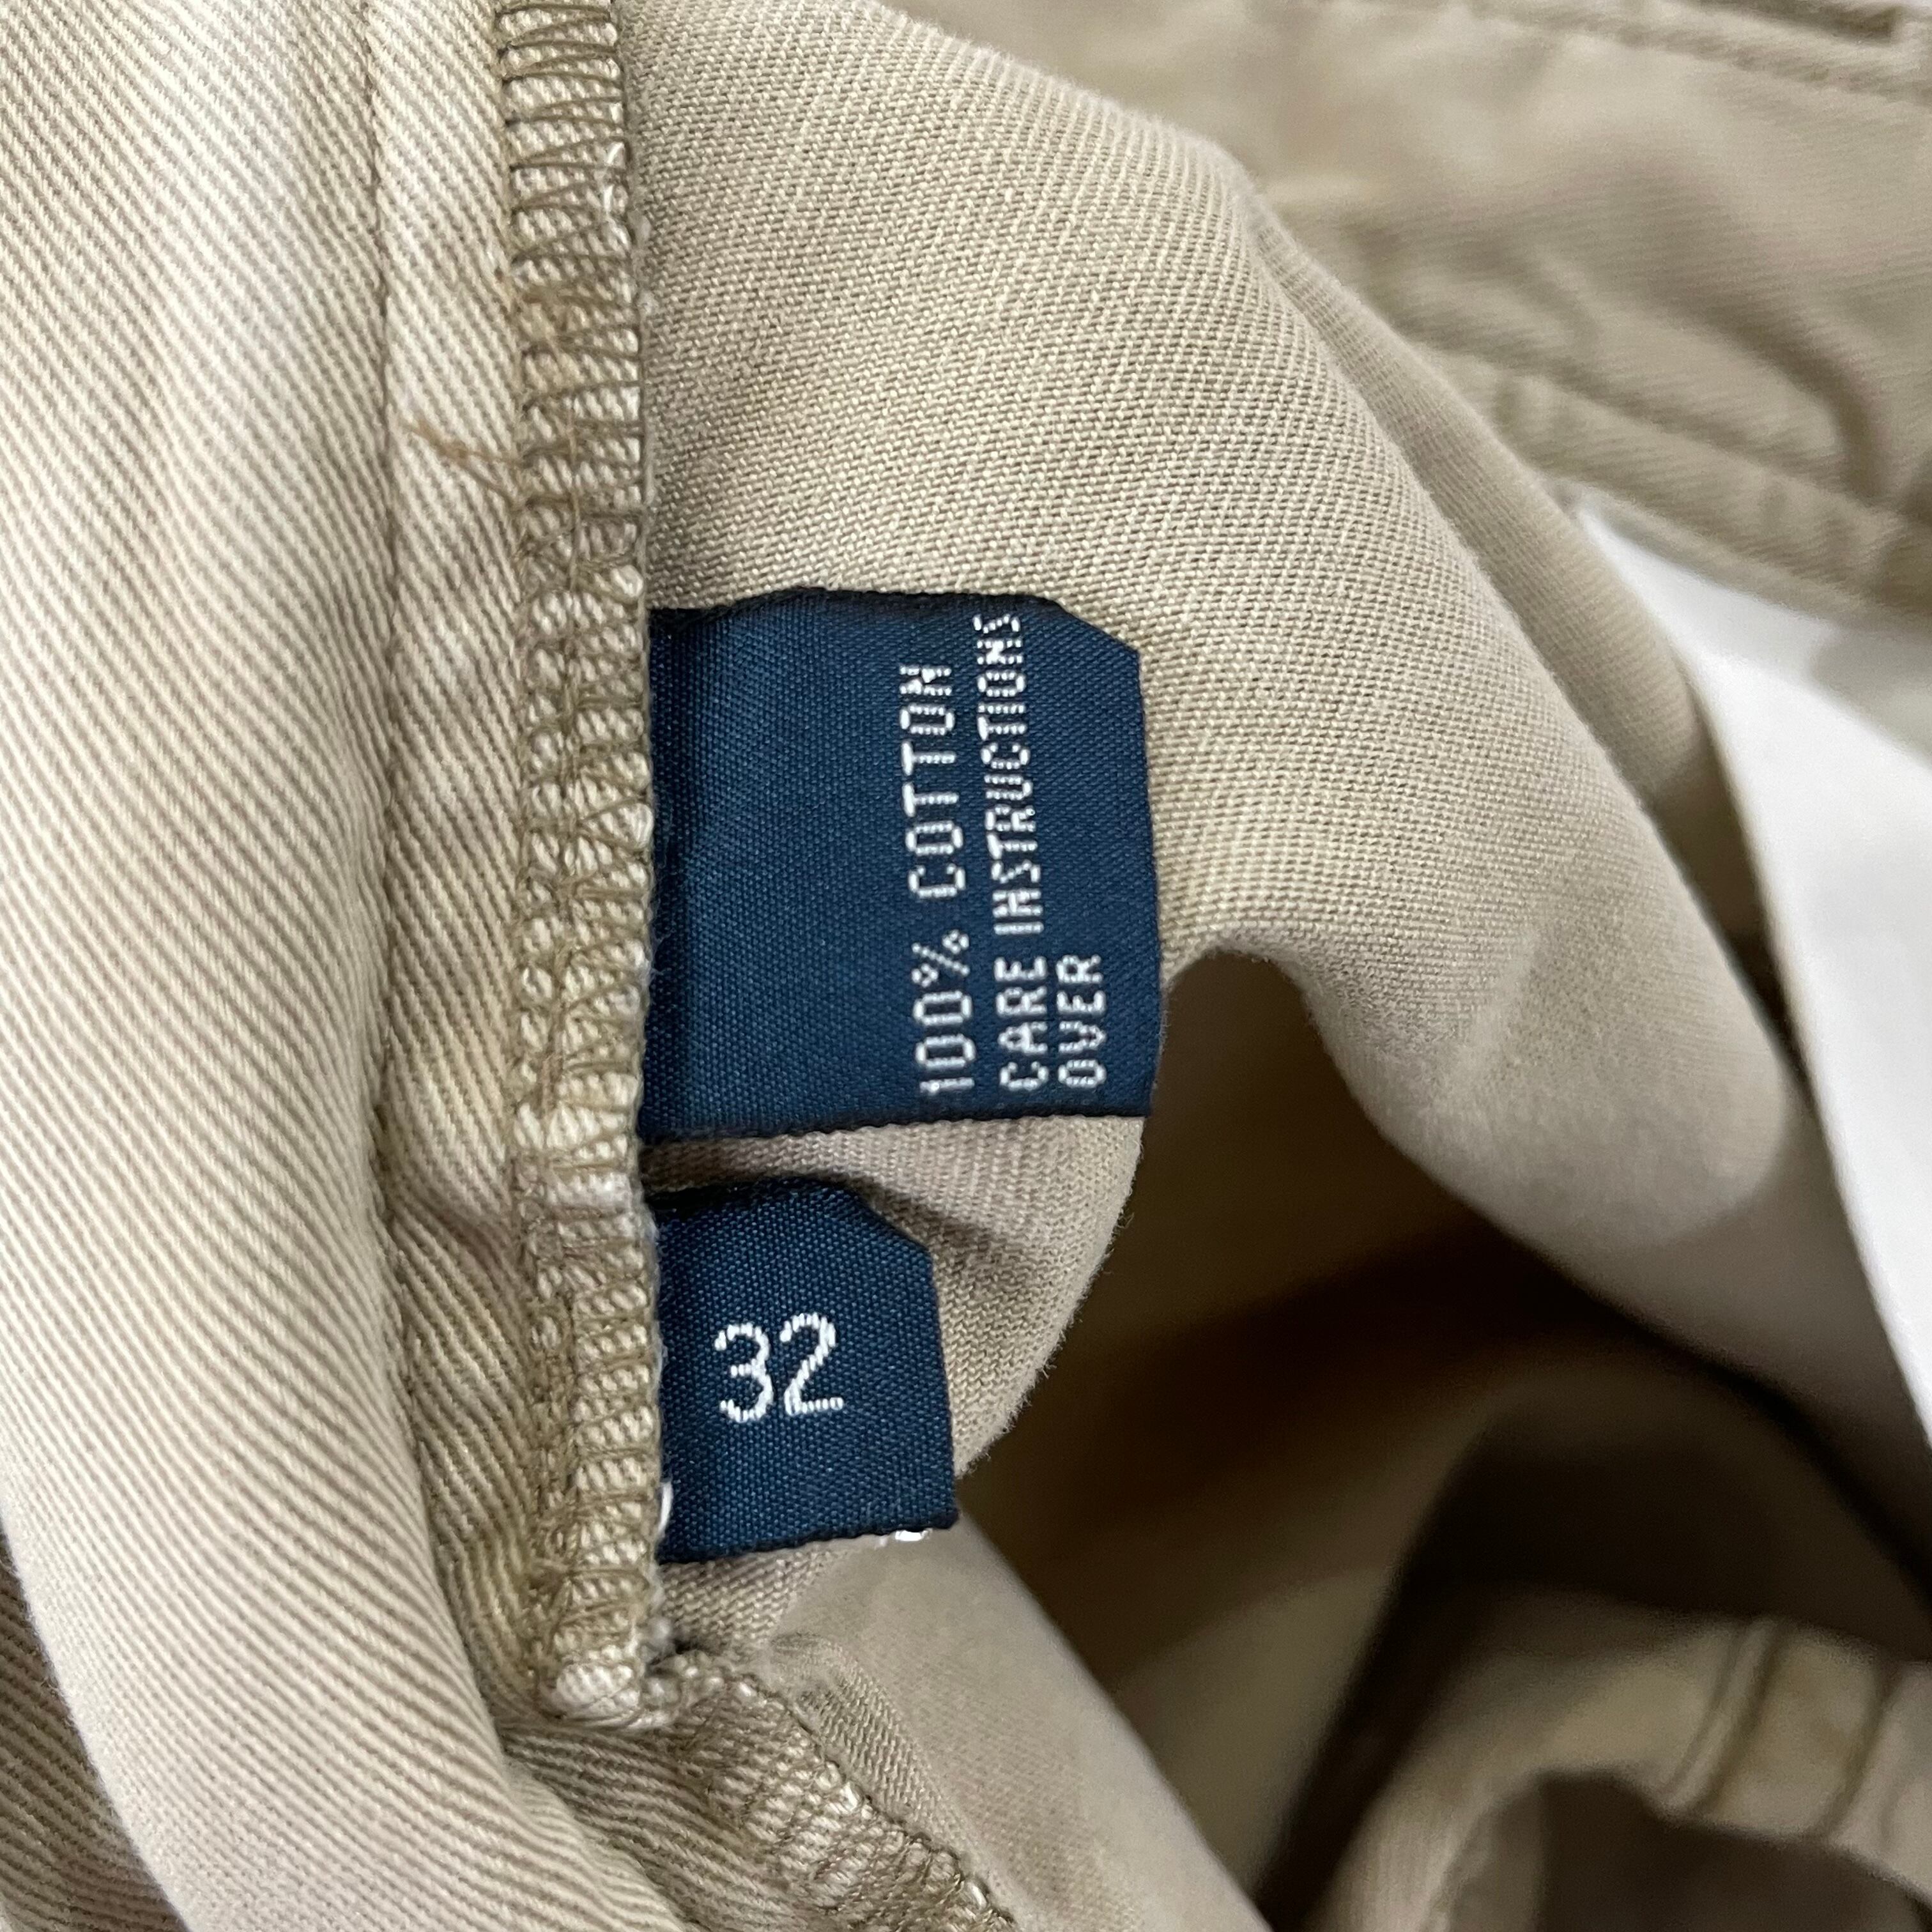 100% COTTON
CARE INSTRUCTIONS
OVER
32